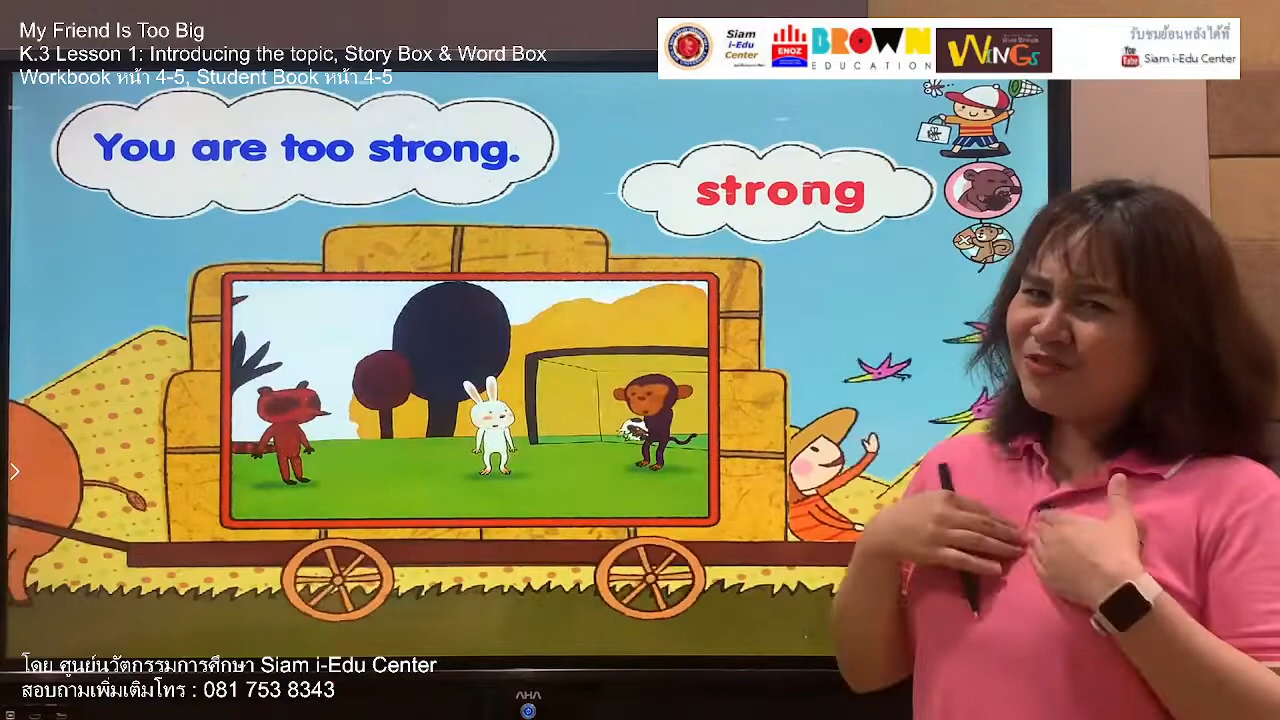 My Friend Is Too Big
K.3 Lesson 1: Introducing the topic, Story Box & Word Box
Workbook หน้า 4-5, Student Book หน้า 4-5
Siam
i-Edu
Center
ENOZ
BROWN
EDUCATION
WINGS
รับชมย้อนหลังได้ที่
You
Tube
Siam i-Edu Center
You are too strong.
strong
โดย ศูนย์นวัตกรรมการศึกษา Siam i-Edu Center
สอบถามเพิ่มเติมโทร : 081 753 8343
AHA